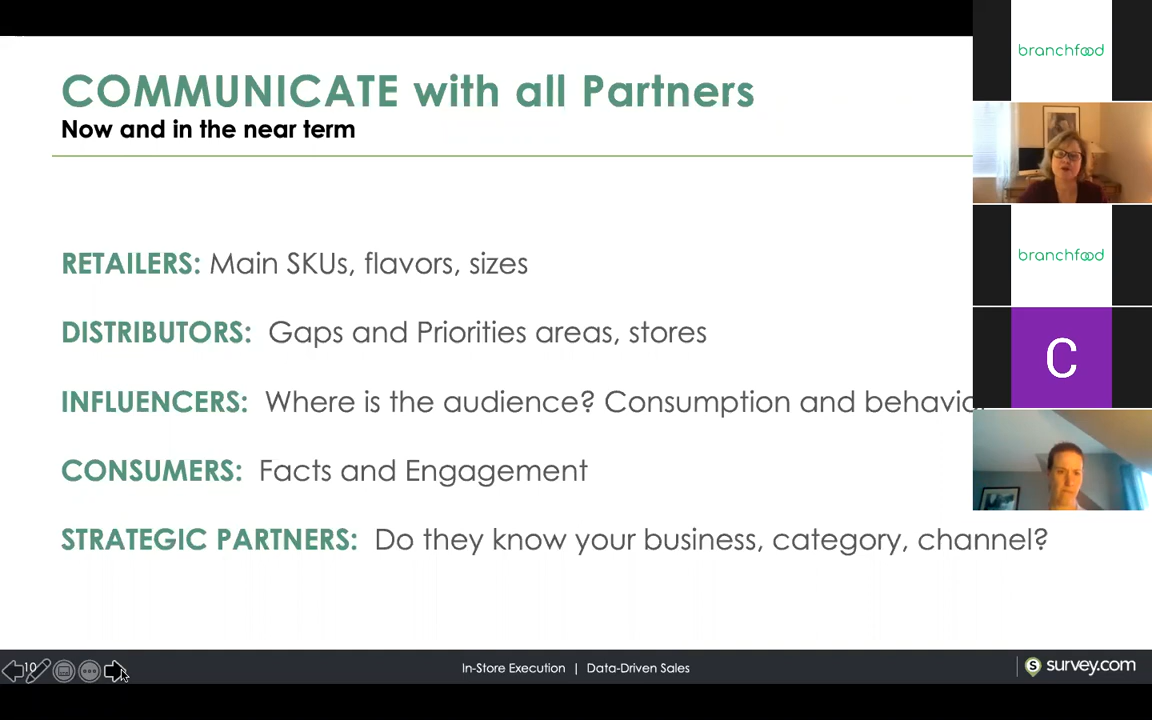 COMMUNICATE with all Partners
Now and in the near term
RETAILERS: Main SKUs, flavors, sizes
DISTRIBUTORS: Gaps and Priorities areas, stores
INFLUENCERS: Where is the audience? Consumption and behavio
CONSUMERS: Facts and Engagement
STRATEGIC PARTNERS: Do they know your business, category, channel?
10
In-Store Execution | Data-Driven Sales
survey.com
branchfood
branchfood
C